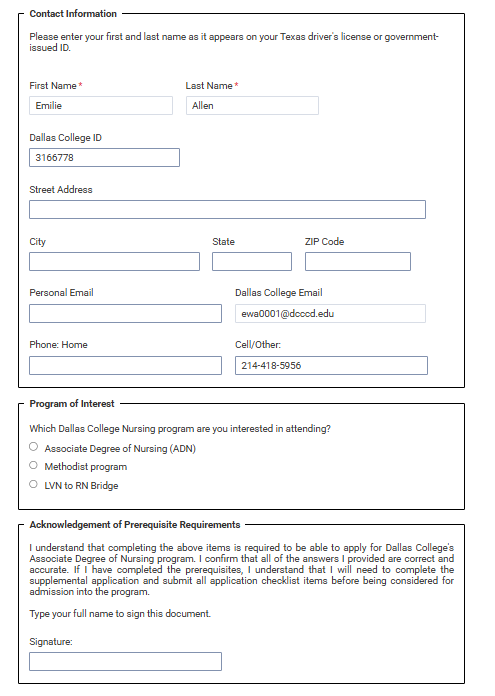 Contact Information
Please enter your first and last name as it appears on your Texas driver's license or government-
issued ID.
First Name * Last Name *
Emilie Allen
Dallas College ID
3166778
Street Address
City State ZIP Code
Personal Email Dallas College Email
ewa0001@dcccd.edu
Phone: Home Cell/Other:
214-418-5956
Program of Interest
Which Dallas College Nursing program are you interested in attending?
Associate Degree of Nursing (ADN)
Methodist program
LVN to RN Bridge
Acknowledgement of Prerequisite Requirements
I understand that completing the above items is required to be able to apply for Dallas College's
Associate Degree of Nursing program. I confirm that all of the answers I provided are correct and
accurate. If I have completed the prerequisites, I understand that I will need to complete the
supplemental application and submit all application checklist items before being considered for
admission into the program.
Type your full name to sign this document.
Signature: